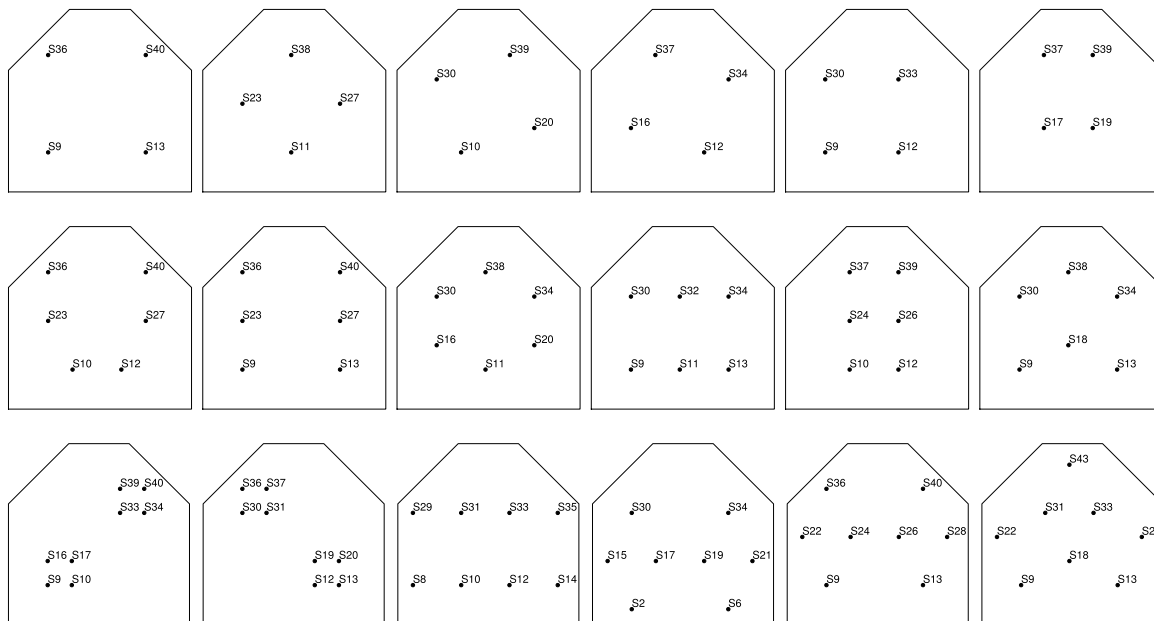 S36 S40
S9 S13
S38
S23 S27
S11
S39
S30
S20
S10
S37
S34
S16
S12
S30 S33
S9 S12
S37 S39
S17 S19
S36 S40
S23 S27
S10 S12
S36 S40
S23 S27
S9 S13
S38
S30 S34
S16 S20
S11
S30 S32 S34
S9 S11 S13
S37 S39
S24 S26
S10 S12
S38
S30 S34
S18
S9 S13
S39 S40
S33 S34
S16 S17
S9 S10
S36 S37
S30 S31
S19 S20
S12 S13
S29 S31 S33 S35
S8 S10 S12 S14
S30 S34
S15 S17 S19 S21
S2 S6
S36 S40
S22 S24 S26 S28
S9 S13
S43
S31 S33
S22 S2
S18
S9 S13